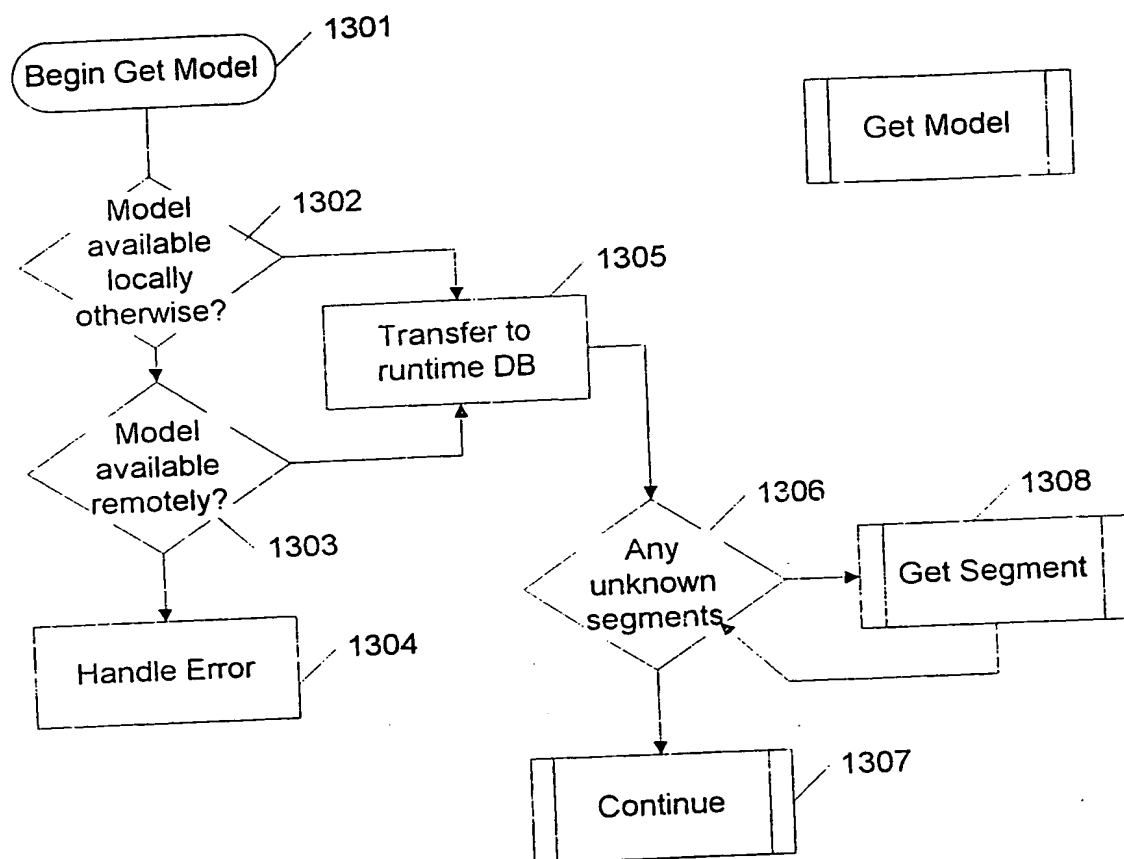 1301
Begin Get Model
Get Model
1302
Model
available
locally
otherwise?
1305
Transfer to
runtime DB
Model
available
remotely?
1303
1306
1308
Any
unknown
segments
Get Segment
1304
Handle Error
1307
Continue